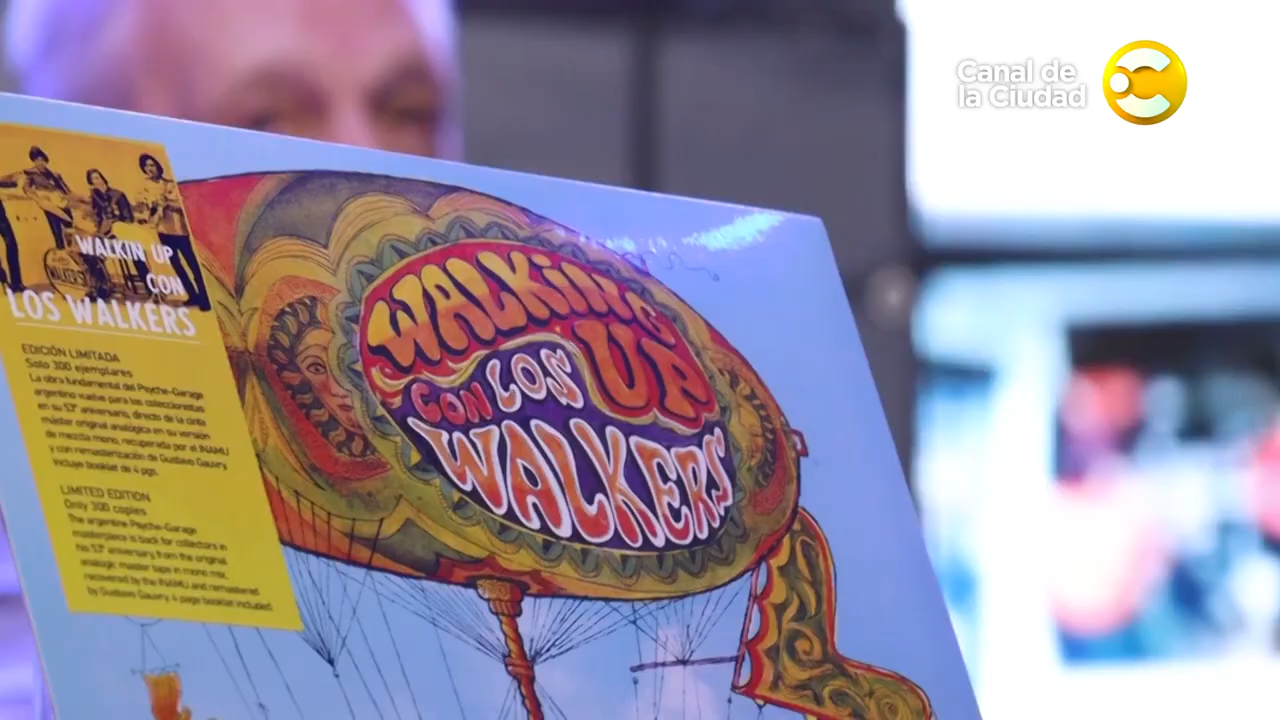 Canal de
la Ciudad
WALKIN UP
CON
LOS WALKERS
EDICIÓN LIMITADA
Solo 300 ejemplares
La obra fundamental del Psyche-Garage
argentino vuelve para los coleccionistas
en su 53° aniversario, directo de la cinta
máster original analógica en su versión
de mezcla mono, recuperada por el INAMU
y con remasterización de Gustavo Gauvry.
Incluye booklet de 4 pgs.
LIMITED EDITION
Only 300 copies
The argentine Psyche-Garage
masterpiece is back for collectors in
his 53° aniversary, from the original
analogic master tape in mono mix,
recovered by the INAMU and remastered
by Gustavo Gauvry. 4 page booklet included.
WALKiNG
UP
CON LOS
WALKERS